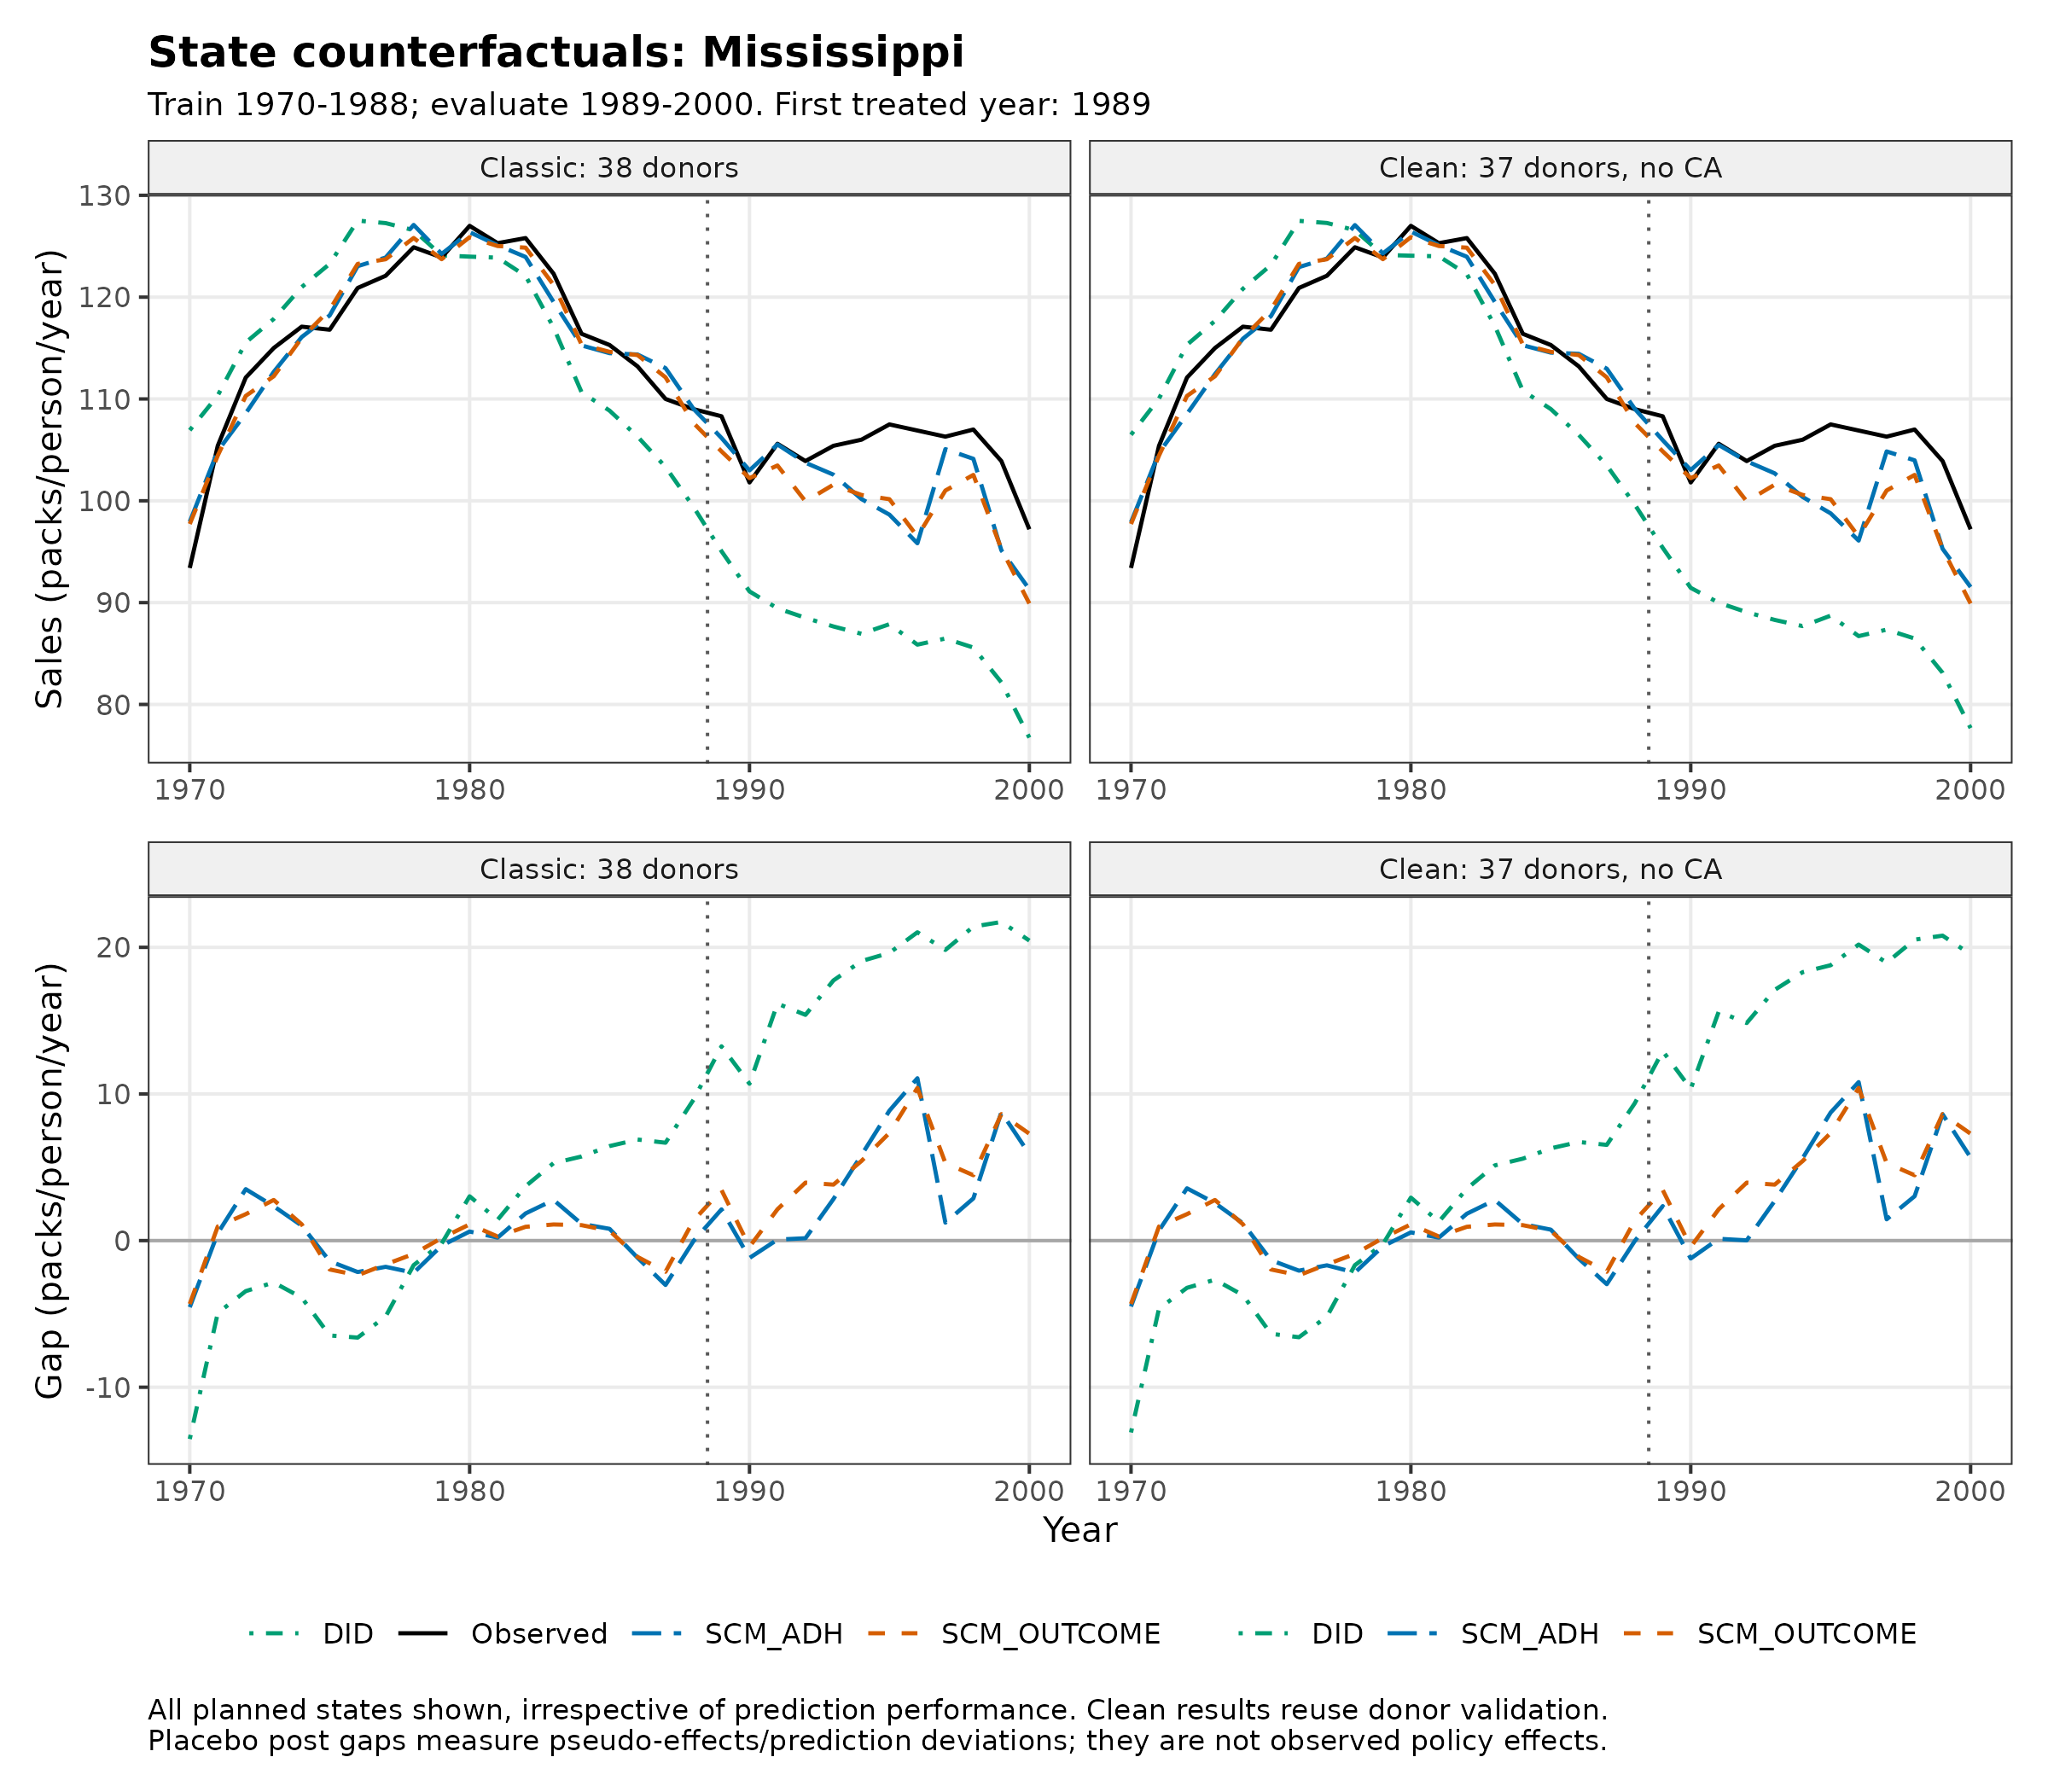 State counterfactuals: Mississippi
Train 1970-1988; evaluate 1989-2000. First treated year: 1989
Classic: 38 donors
Clean: 37 donors, no CA
Sales (packs/person/year)
130
120
110
100
90
80
1970 1980 1990 2000
1970 1980 1990 2000
Classic: 38 donors
Clean: 37 donors, no CA
Gap (packs/person/year)
20
10
0
-10
1970 1980 1990 2000
1970 1980 1990 2000
Year
DID Observed SCM_ADH SCM_OUTCOME
DID SCM_ADH SCM_OUTCOME
All planned states shown, irrespective of prediction performance. Clean results reuse donor validation.
Placebo post gaps measure pseudo-effects/prediction deviations; they are not observed policy effects.